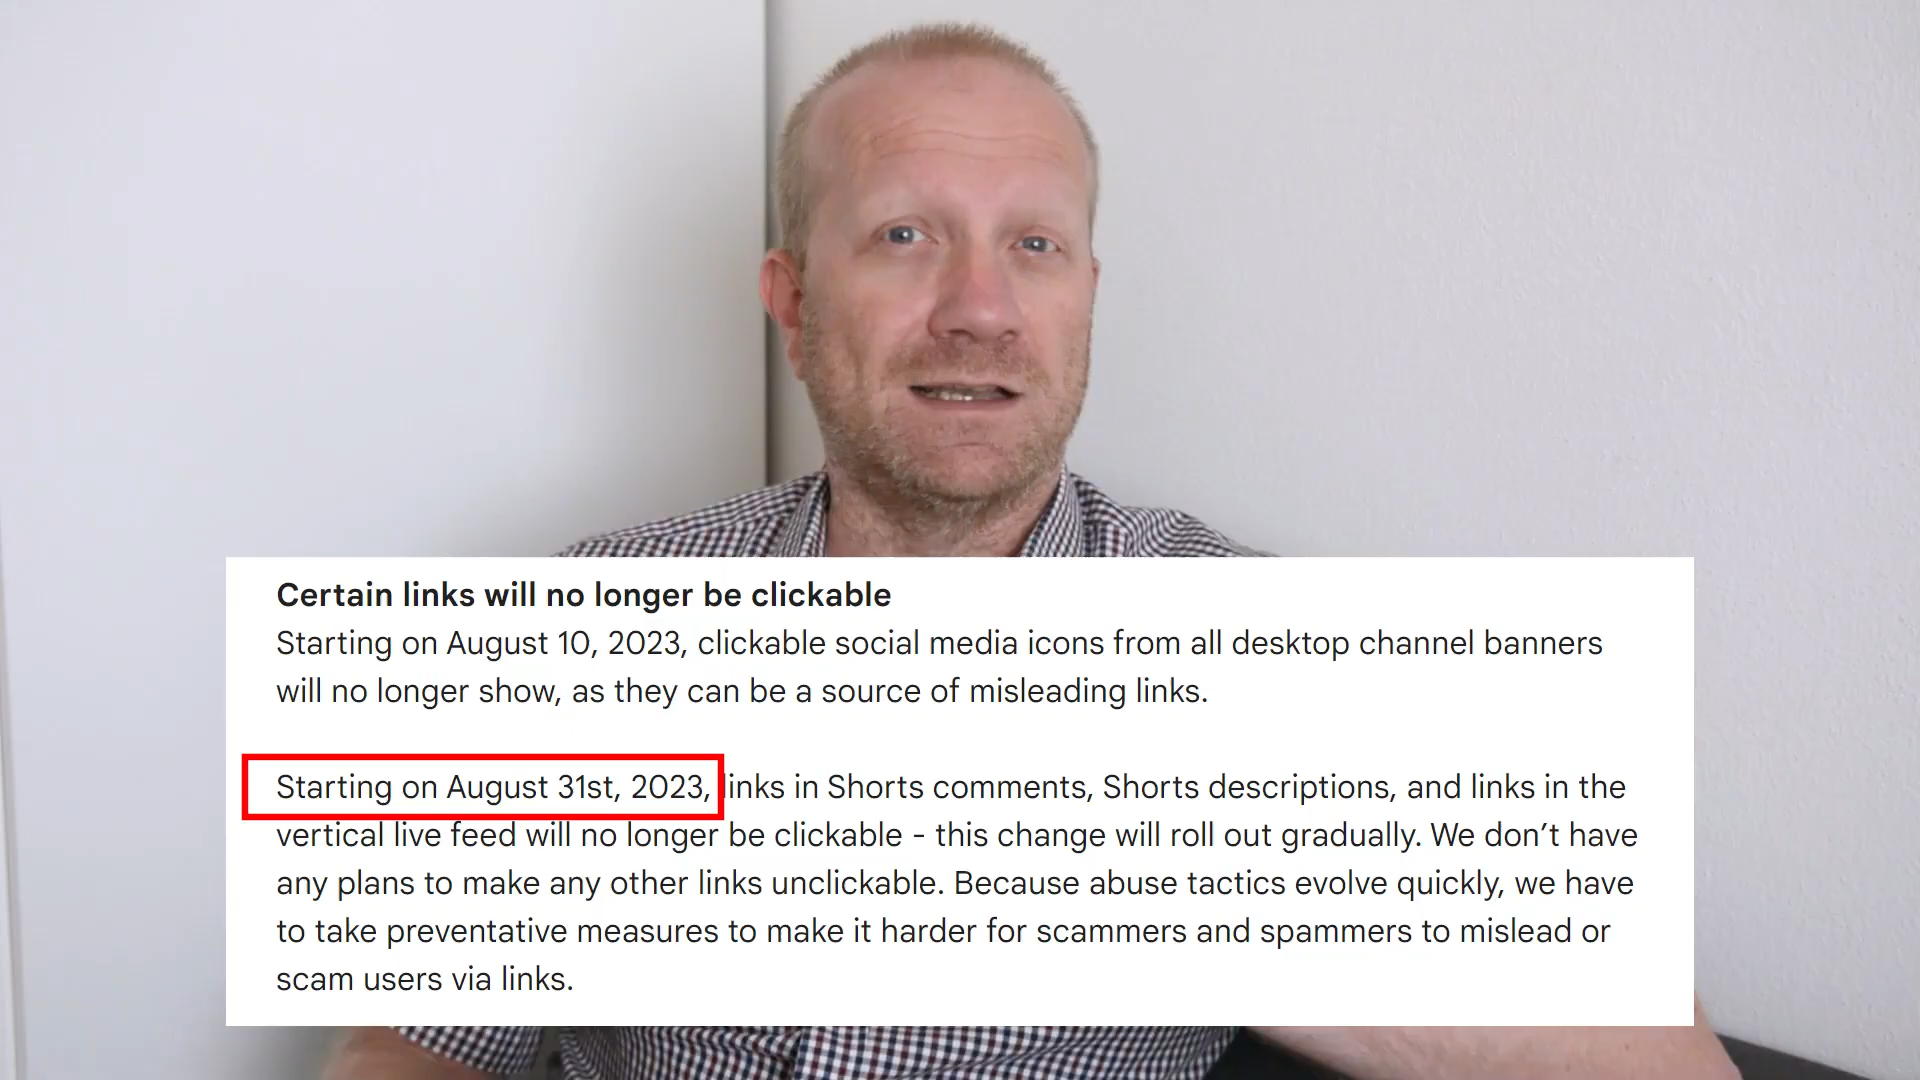 Certain links will no longer be clickable
Starting on August 10, 2023, clickable social media icons from all desktop channel banners
will no longer show, as they can be a source of misleading links.
Starting on August 31st, 2023, links in Shorts comments, Shorts descriptions, and links in the
vertical live feed will no longer be clickable - this change will roll out gradually. We don’t have
any plans to make any other links unclickable. Because abuse tactics evolve quickly, we have
to take preventative measures to make it harder for scammers and spammers to mislead or
scam users via links.